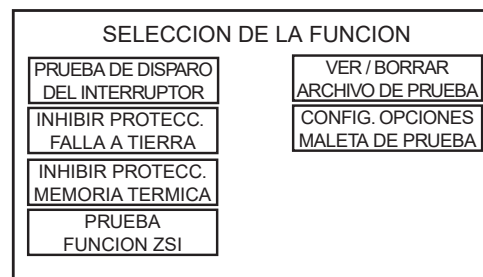 SELECCION DE LA FUNCION
PRUEBA DE DISPARO
DEL INTERRUPTOR
INHIBIR PROTECC.
FALLA A TIERRA
INHIBIR PROTECC.
MEMORIA TERMICA
PRUEBA
FUNCION ZSI
VER / BORRAR
ARCHIVO DE PRUEBA
CONFIG. OPCIONES
MALETA DE PRUEBA